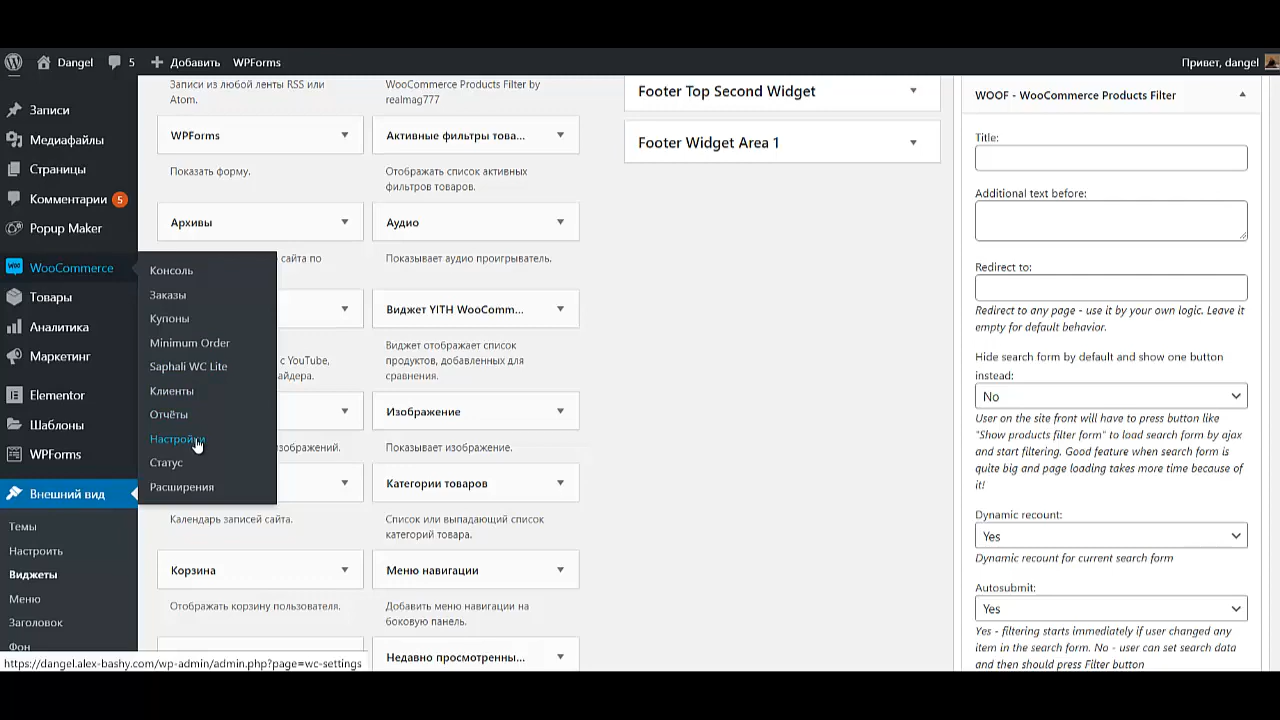 Dangel
5
Добавить
WPForms
Привет, dangel
Записи
Медиафайлы
Страницы
Комментарии 5
Popup Maker
WooCommerce
Товары
Аналитика
Маркетинг
Elementor
Шаблоны
WPForms
Внешний вид
Темы
Настроить
Виджеты
Меню
Заголовок
Фон
Консоль
Заказы
Купоны
Minimum Order
Saphali WC Lite
Клиенты
Отчёты
Настройки
Статус
Расширения
Записи из любой ленты RSS или
Atom.
WPForms
Показать форму.
Архивы
сайта по
с YouTube,
айдера.
зображений.
Календарь записей сайта.
Корзина
Отображать корзину пользователя.
WooCommerce Products Filter by
realmag777
Активные фильтры това...
Отображать список активных
фильтров товаров.
Аудио
Показывает аудио проигрыватель.
Виджет YITH WooComm...
Виджет отображает список
продуктов, добавленных для
сравнения.
Изображение
Показывает изображение.
Категории товаров
Список или выпадающий список
категорий товара.
Меню навигации
Добавить меню навигации на
боковую панель.
Недавно просмотренны...
Footer Top Second Widget
Footer Widget Area 1
WOOF - WooCommerce Products Filter
Title:
Additional text before:
Redirect to:
Redirect to any page - use it by your own logic. Leave it
empty for default behavior.
Hide search form by default and show one button
instead:
No
User on the site front will have to press button like
"Show products filter form" to load search form by ajax
and start filtering. Good feature when search form is
quite big and page loading takes more time because of
it!
Dynamic recount:
Yes
Dynamic recount for current search form
Autosubmit:
Yes
Yes - filtering starts immediately if user changed any
item in the search form. No - user can set search data
and then should press Filter button
https://dangel.alex-bashy.com/wp-admin/admin.php?page=wc-settings